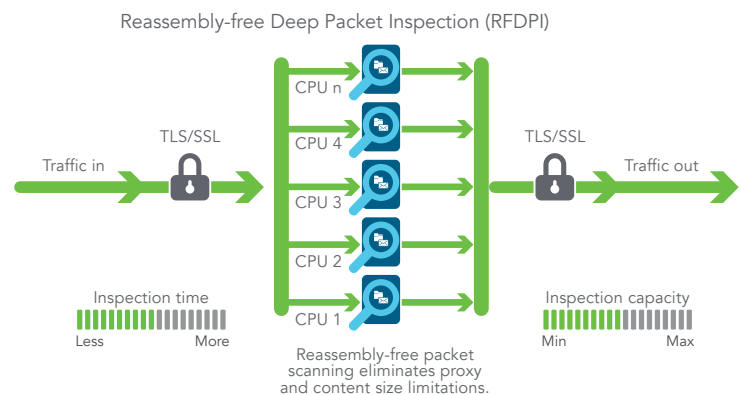 Reassembly-free Deep Packet Inspection (RFDPI)
CPU n
TLS/SSL
CPU 4
TLS/SSL
Traffic in
Traffic out
CPU 3
CPU 2
Inspection time
Less More
CPU 1
Inspection capacity
Min Max
Reassembly-free packet
scanning eliminates proxy
and content size limitations.